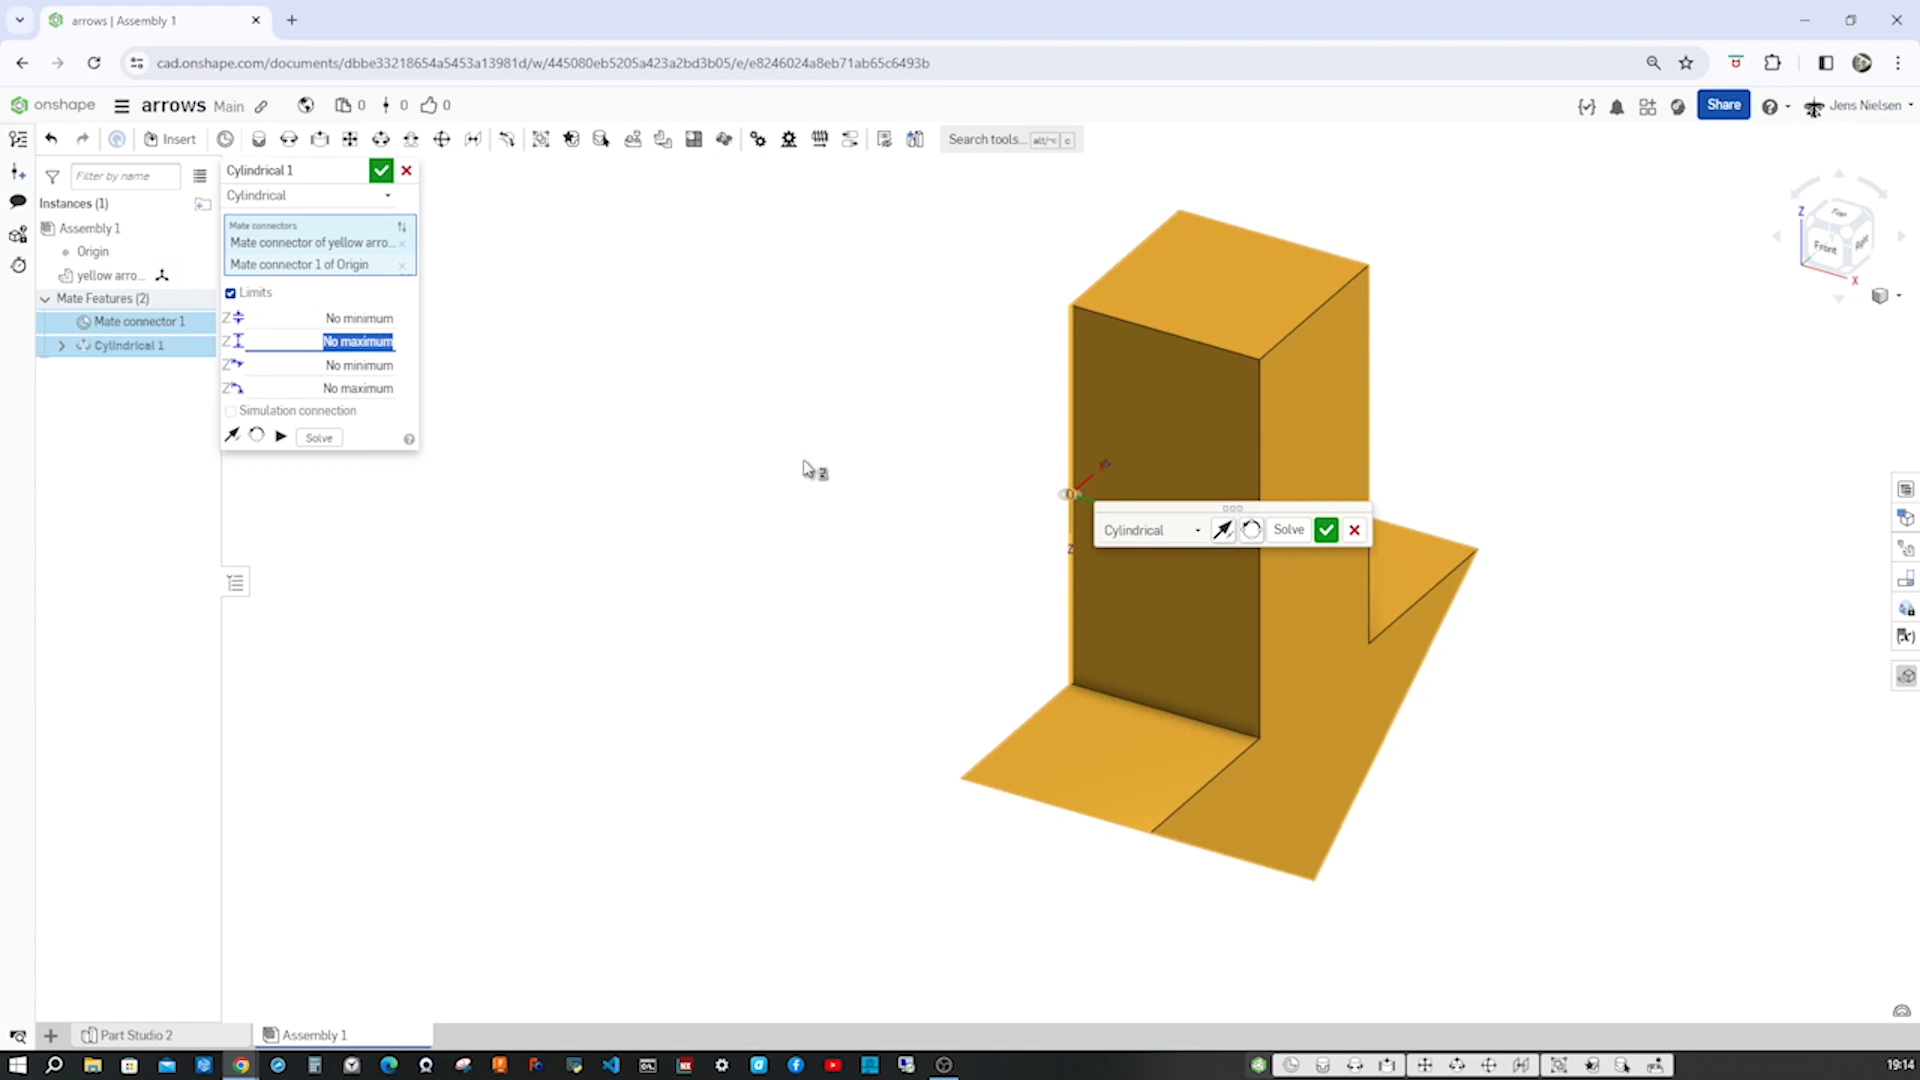 arrows | Assembly 1
cad.onshape.com/documents/dbbe33218654a5453a13981d/w/445080eb5205a423a2bd3b05/e/e8246024a8eb71ab65c6493b
onshape arrows Main 0 0 0 Share Jens Nielsen
Insert Search tools... alt/⌥ c
Filter by name
Instances (1)
Assembly 1
Origin
yellow arro...
Mate Features (2)
Mate connector 1
Cylindrical 1
Cylindrical 1
Cylindrical
Mate connectors
Mate connector of yellow arro...
Mate connector 1 of Origin
Limits
Z No minimum
Z No maximum
Z No minimum
Z No maximum
Simulation connection
Solve
Z
Top
Front Right
X
Cylindrical Solve
Z
Part Studio 2
Assembly 1
19:14